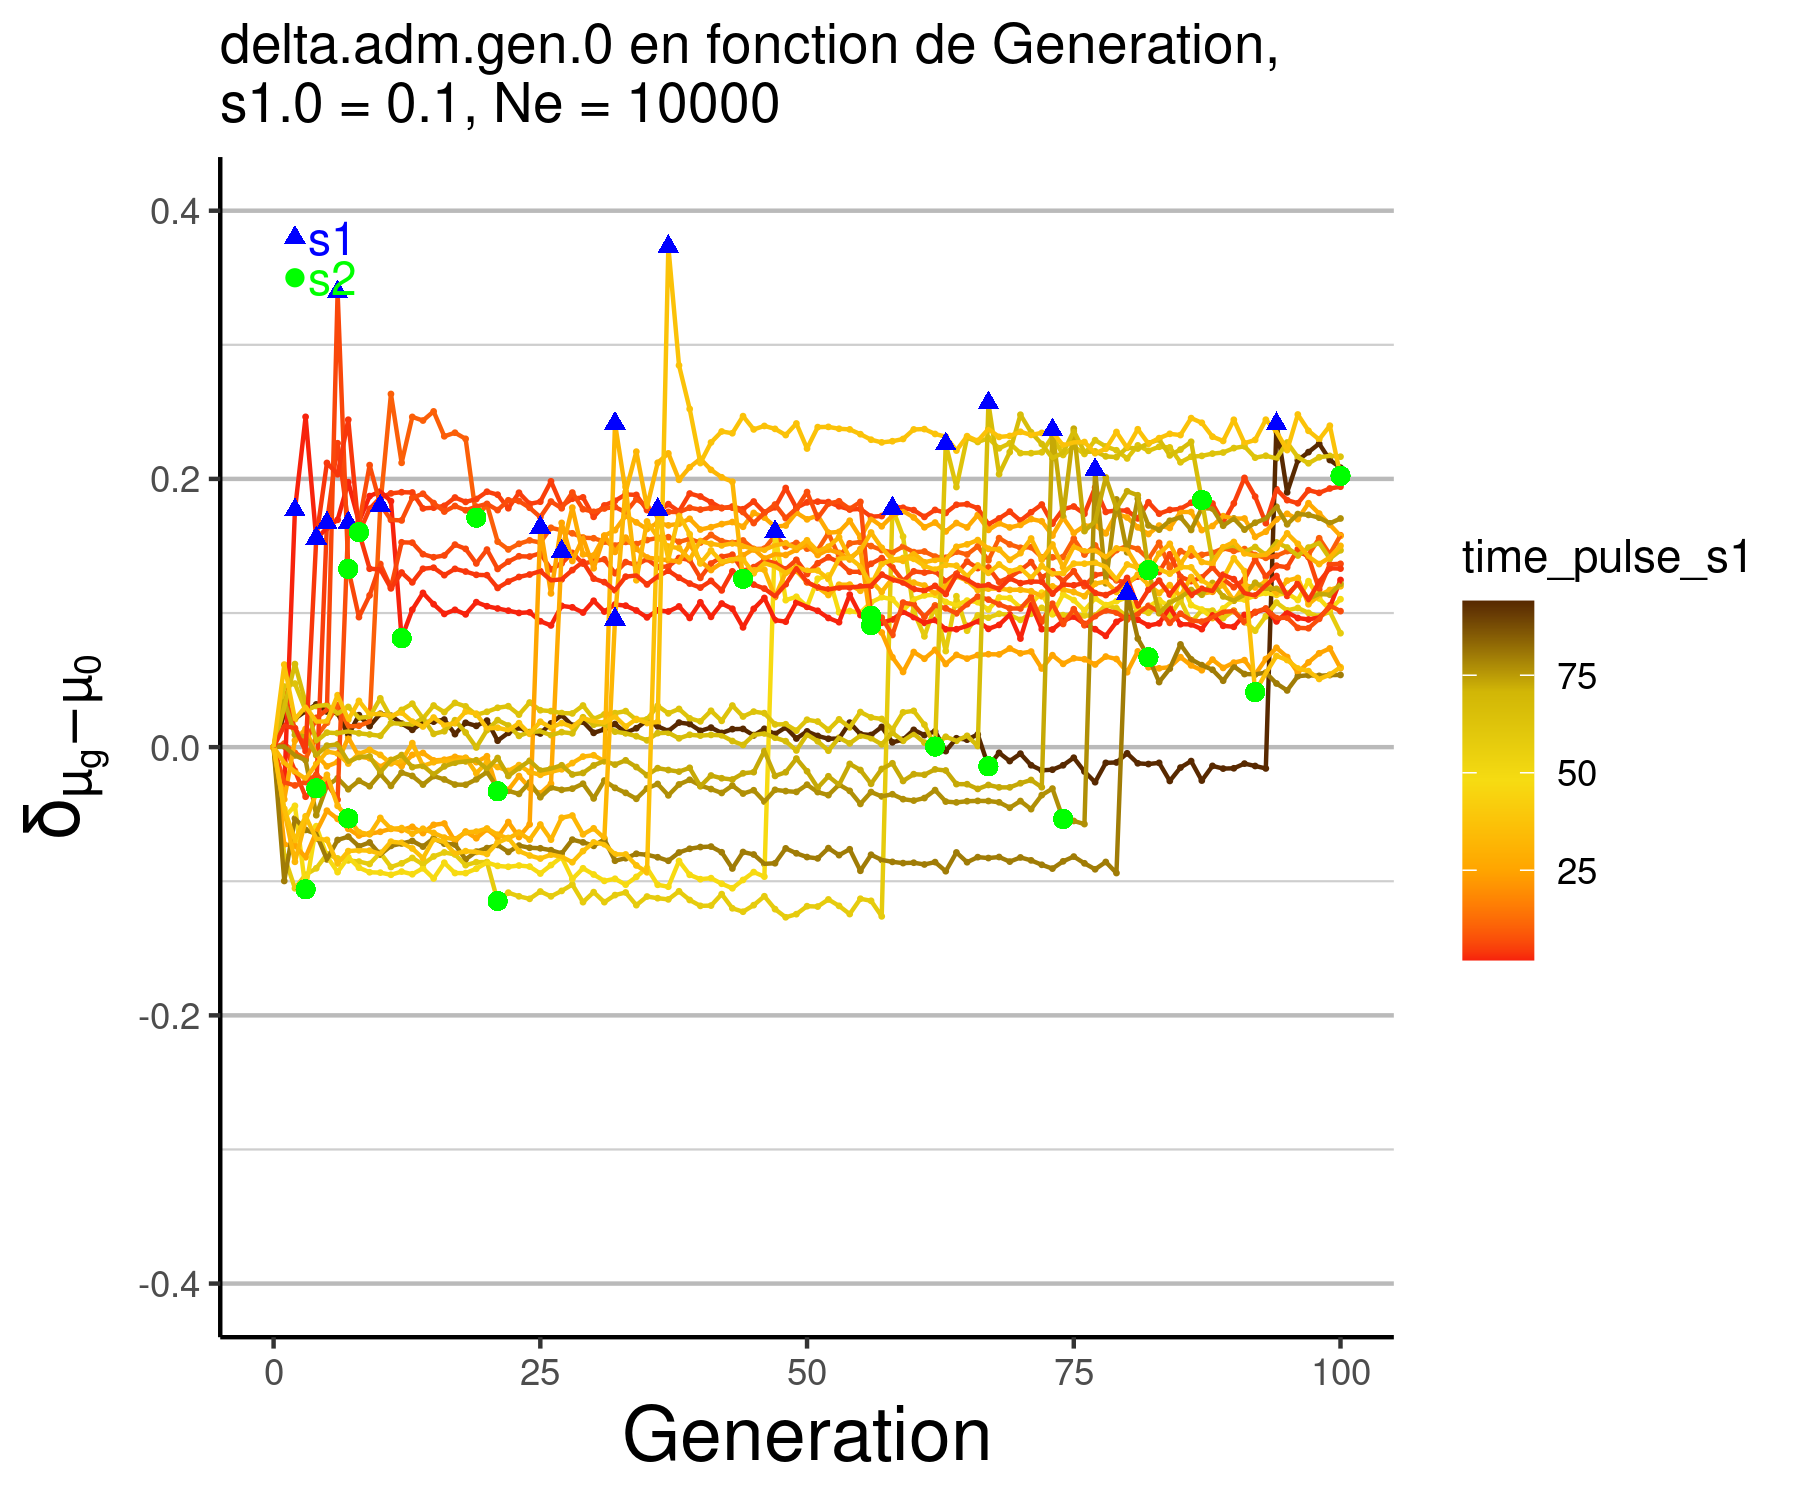 delta.adm.gen.0 en fonction de Generation,
s1.0 = 0.1, Ne = 10000
0.4
0.2
0.0
-0.2
-0.4
δμg−μ0
s1
s2
0
25
50
75
100
Generation
time_pulse_s1
75
50
25